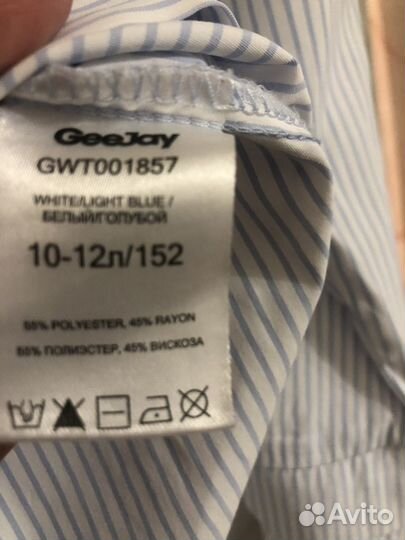 GeeJay
GWT001857
WHITE/LIGHT BLUE /
БЕЛЫЙ/ГОЛУБОЙ
10-12л/152
55% POLYESTER, 45% RAYON
55% ПОЛИЭСТЕР, 45% ВИСКОЗА
Avito